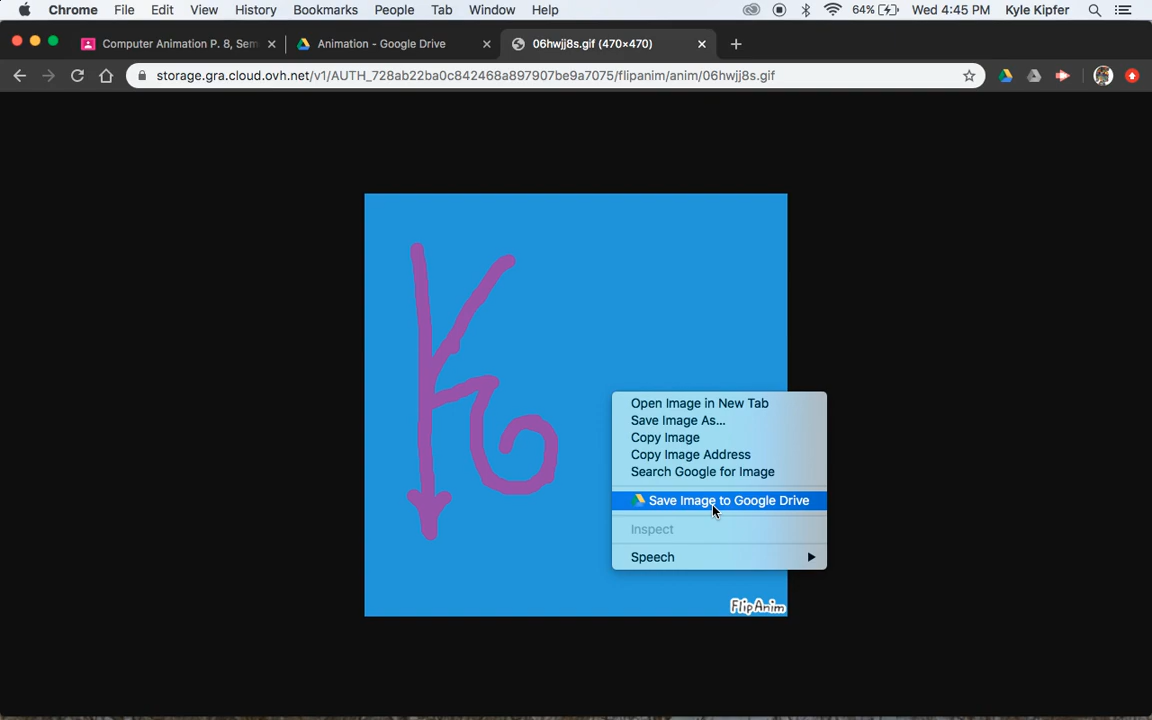 Chrome File Edit View History Bookmarks People Tab Window Help 64% Wed 4:45 PM Kyle Kipfer
Computer Animation P. 8, Sem Animation - Google Drive 06hwjj8s.gif (470×470)
storage.gra.cloud.ovh.net/v1/AUTH_728ab22ba0c842468a897907be9a7075/flipanim/anim/06hwjj8s.gif
K
Open Image in New Tab
Save Image As...
Copy Image
Copy Image Address
Search Google for Image
Save Image to Google Drive
Inspect
Speech
FlipAnim